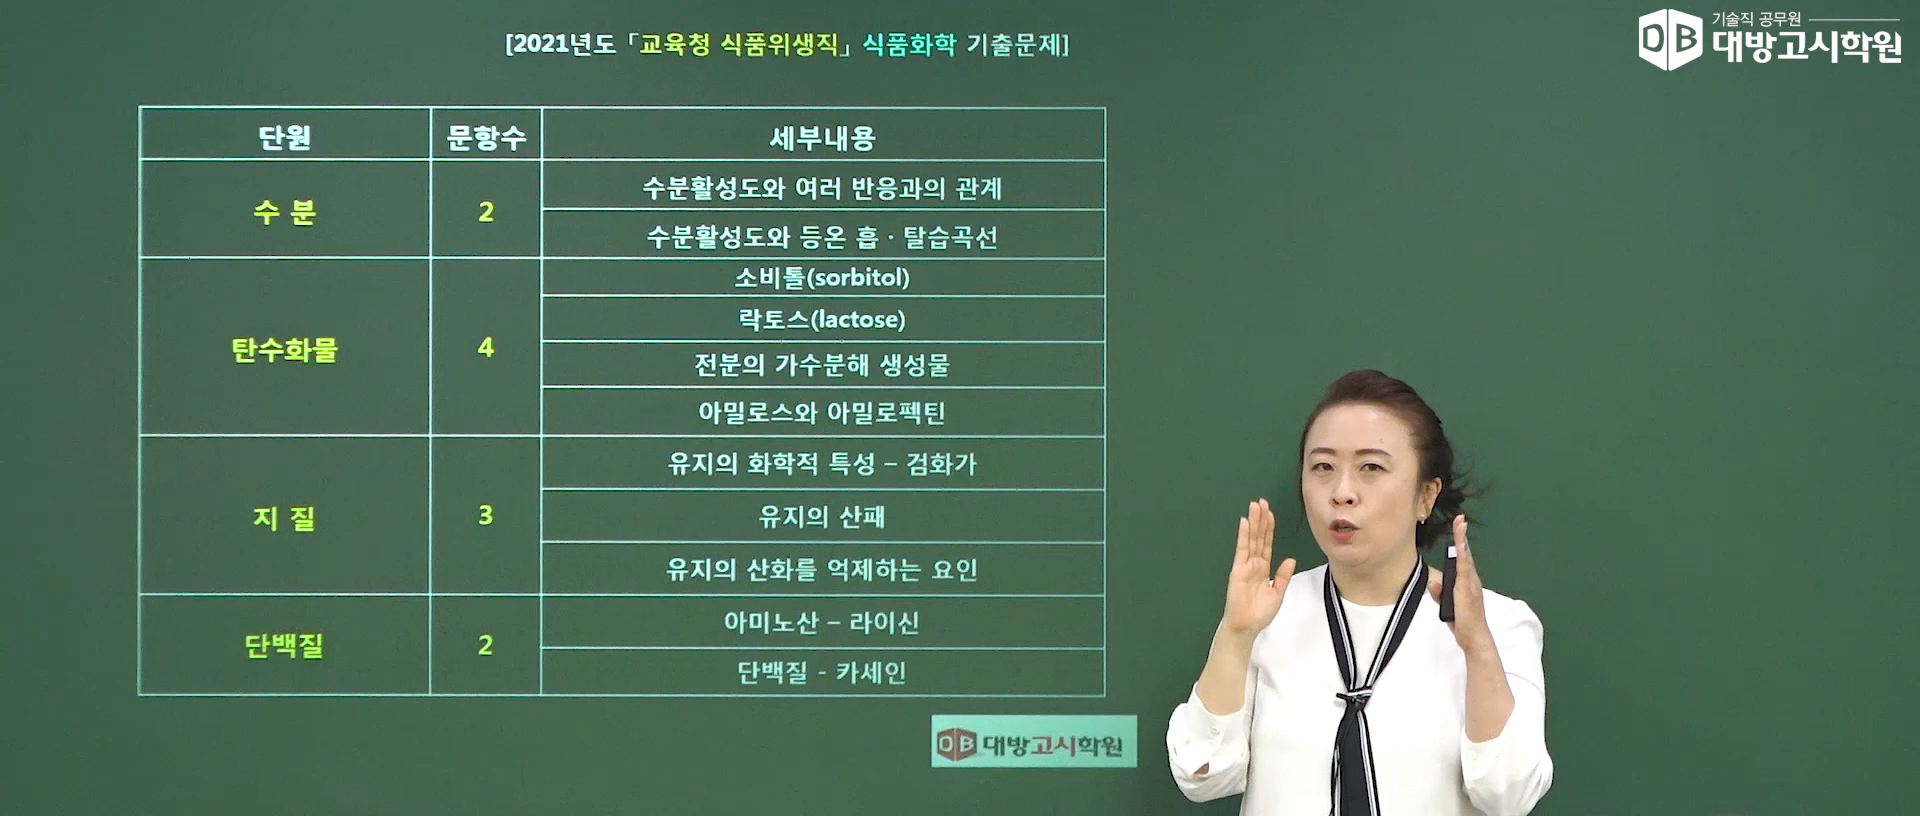 [2021년도 「교육청 식품위생직」 식품화학 기출문제]
기술직 공무원
DB 대방고시학원
단원 문항수 세부내용
수 분 2
수분활성도와 여러 반응과의 관계
수분활성도와 등온 흡 · 탈습곡선
탄수화물 4
소비톨(sorbitol)
락토스(lactose)
전분의 가수분해 생성물
아밀로스와 아밀로펙틴
지 질 3
유지의 화학적 특성 – 검화가
유지의 산패
유지의 산화를 억제하는 요인
단백질 2
아미노산 – 라이신
단백질 - 카세인
DB 대방고시학원